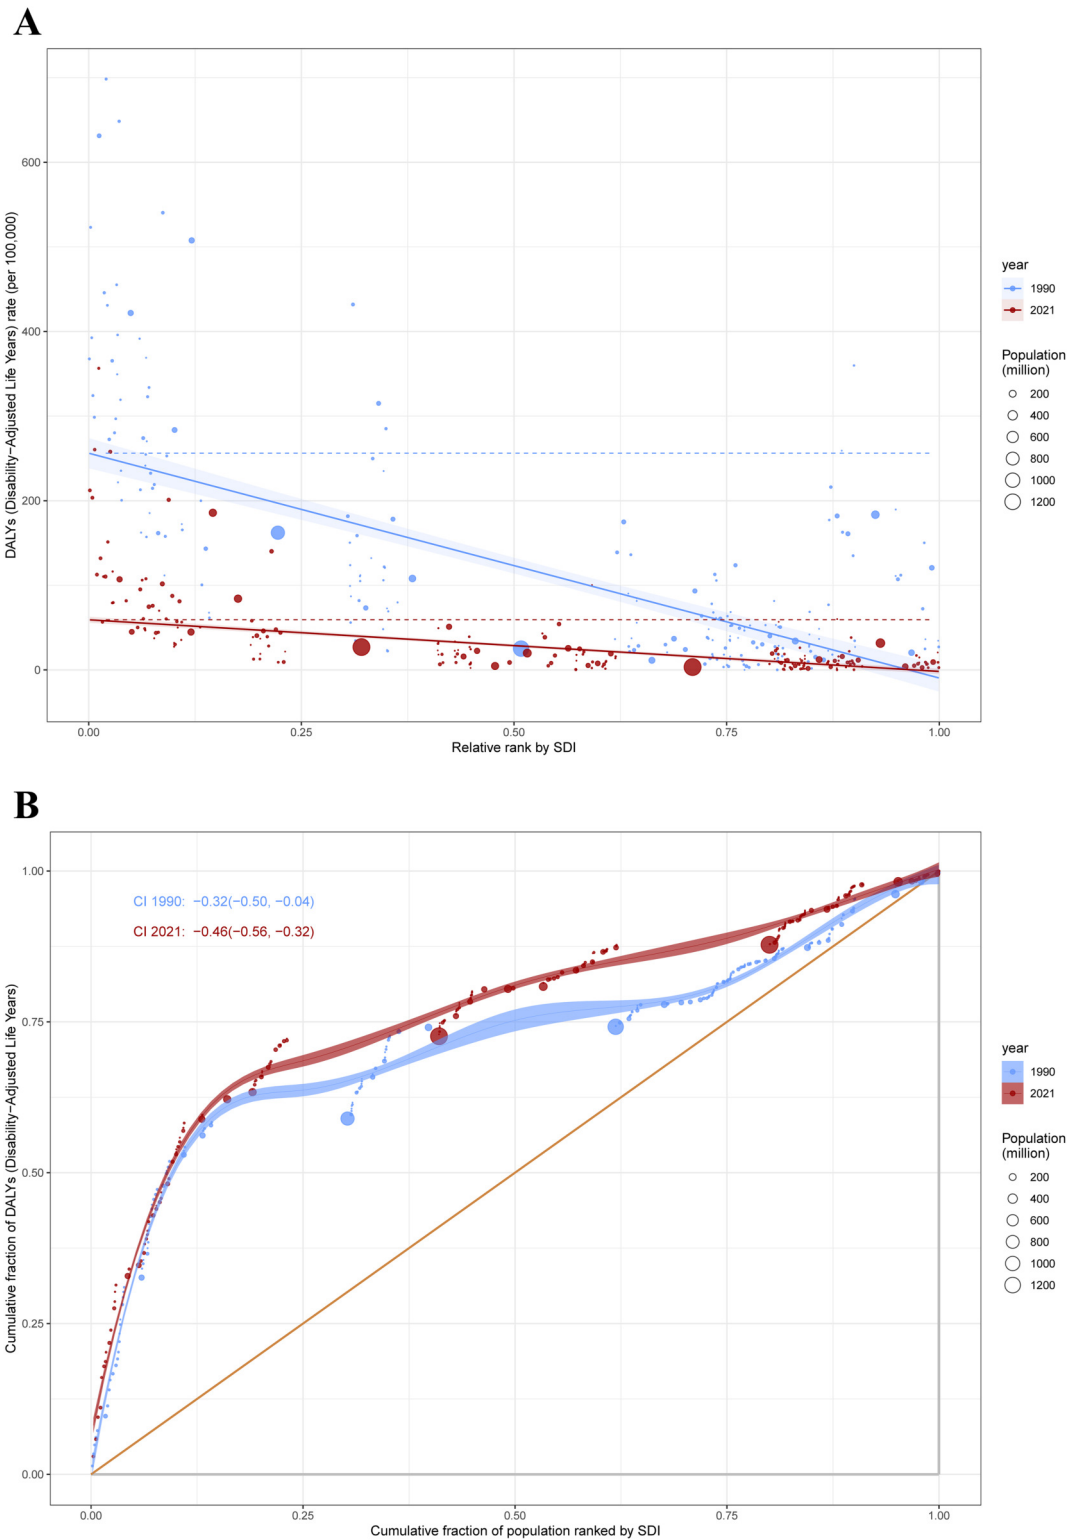 A
DALYs (Disability−Adjusted Life Years) rate (per 100,000)
600
400
200
0
0.00
0.25
0.50
0.75
1.00
Relative rank by SDI
year
1990
2021
Population
(million)
200
400
600
800
1000
1200
B
Cumulative fraction of DALYs (Disability−Adjusted Life Years)
1.00
0.75
0.50
0.25
0.00
CI 1990: −0.32(−0.50, −0.04)
CI 2021: −0.46(−0.56, −0.32)
0.00
0.25
0.50
0.75
1.00
Cumulative fraction of population ranked by SDI
year
1990
2021
Population
(million)
200
400
600
800
1000
1200